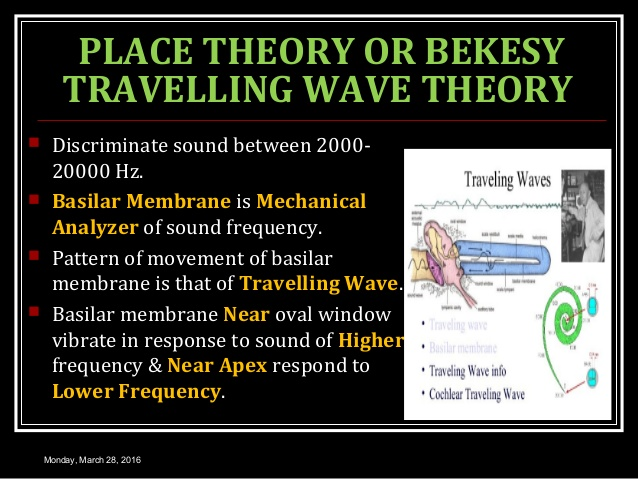 PLACE THEORY OR BEKESY
TRAVELLING WAVE THEORY
Discriminate sound between 2000-
20000 Hz.
Basilar Membrane is Mechanical
Analyzer of sound frequency.
Pattern of movement of basilar
membrane is that of Travelling Wave.
Basilar membrane Near oval window
vibrate in response to sound of Higher
frequency & Near Apex respond to
Lower Frequency.
Traveling Waves
• Traveling wave
• Basilar membrane
• Traveling Wave info
• Cochlear Traveling Wave
Monday, March 28, 2016